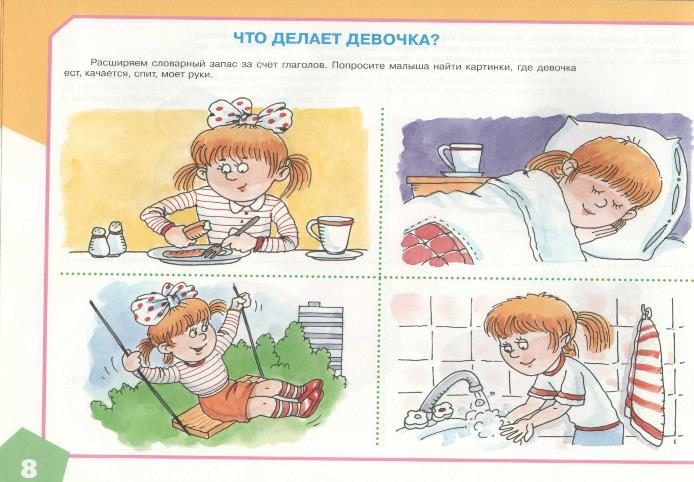 ЧТО ДЕЛАЕТ ДЕВОЧКА?
Расширяем словарный запас за счет глаголов. Попросите малыша найти картинки, где девочка
ест, качается, спит, моет руки.
8